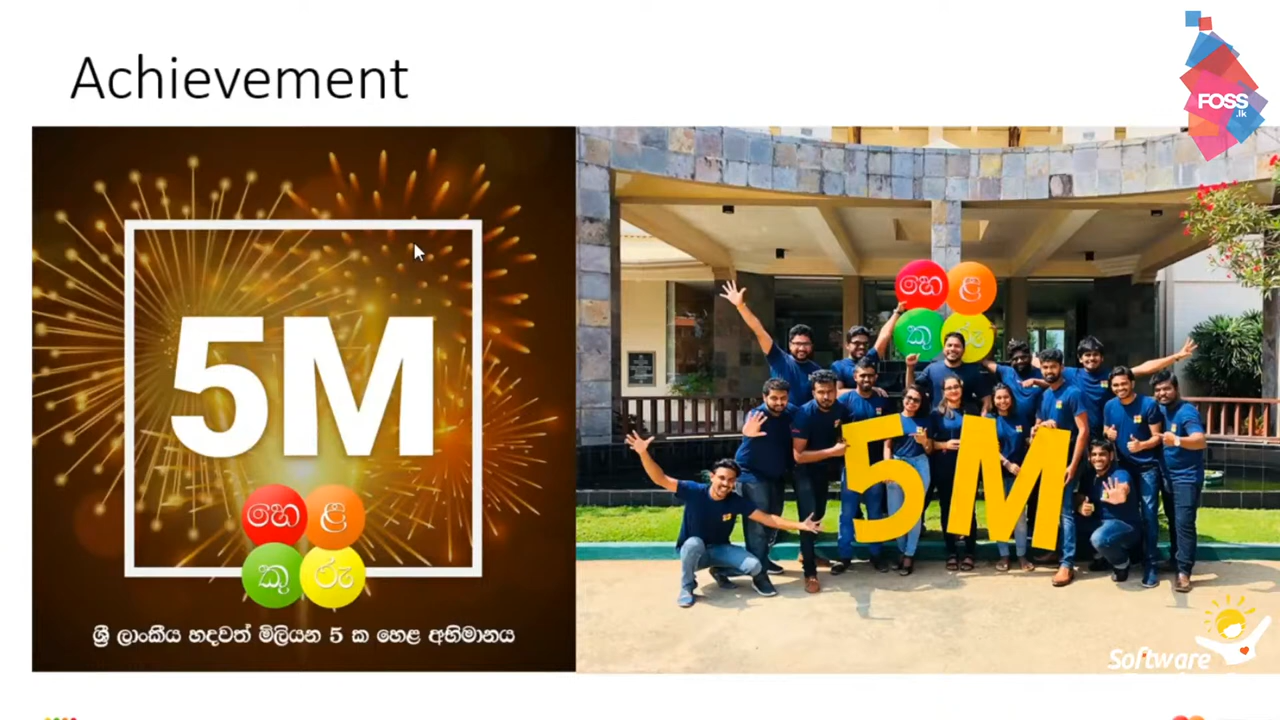 Achievement
FOSS
.lk
5M
හෙ ළ
කු රු
ශ්‍රී ලාංකීය හදවත් මිලියන 5 ක හෙළ අභිමානය
හෙ ළ
කු රු
5M
Software